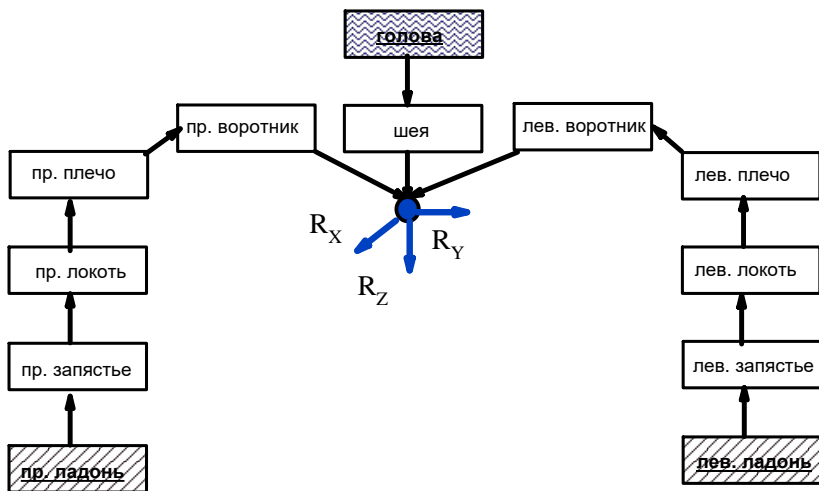 голова
пр. воротник
шея
лев. воротник
пр. плечо
лев. плечо
R_X
R_Y
R_Z
пр. локоть
лев. локоть
пр. запястье
лев. запястье
пр. ладонь
лев. ладонь